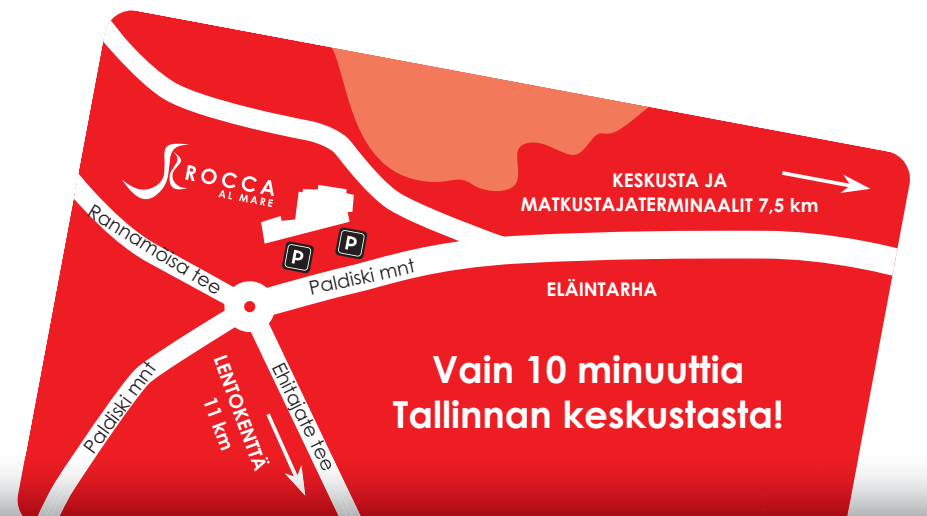 ROCCA
AL MARE
KESKUSTA JA
MATKUSTAJATERMINAALIT 7,5 km
P
P
Rannamõisa tee
Paldiski mnt
ELÄINTARHA
Vain 10 minuuttia
Tallinnan keskustasta!
Paldiski mnt
LENTOKENTTÄ
11 km
Ehitajate tee